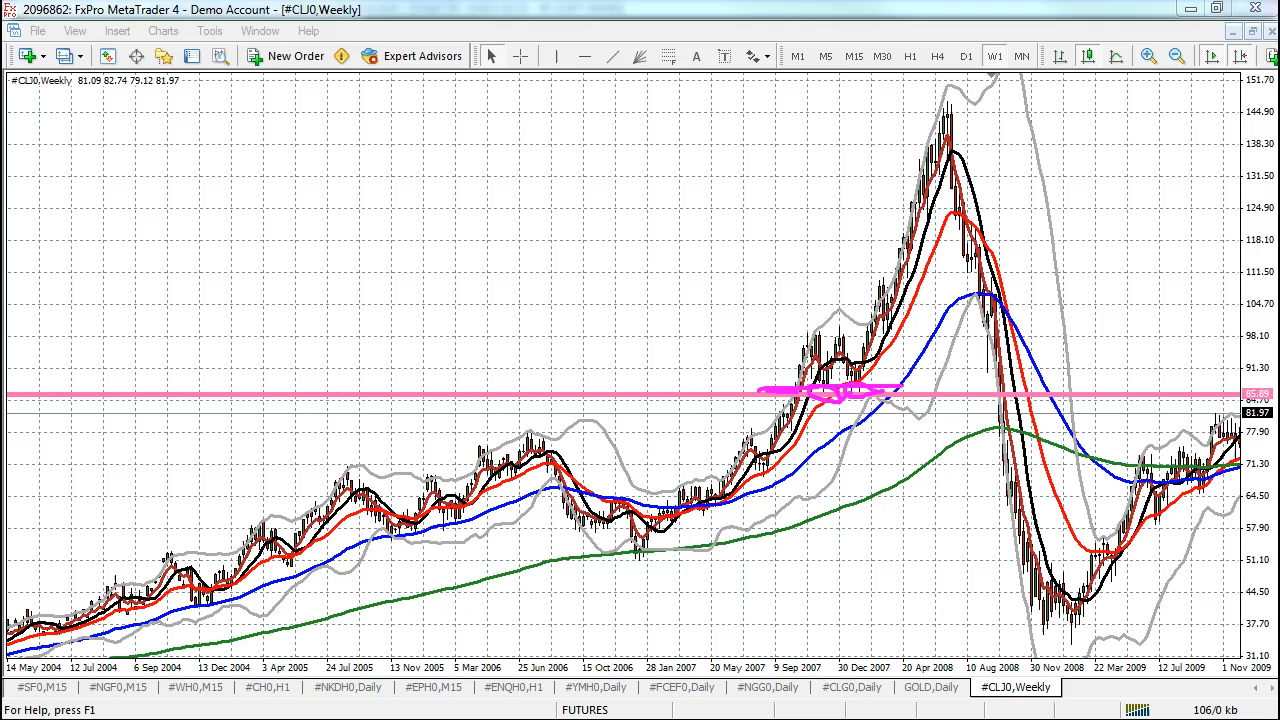 2096862: FxPro MetaTrader 4 - Demo Account - [#CLJ0,Weekly]
File View Insert Charts Tools Window Help
New Order Expert Advisors A T M1 M5 M15 M30 H1 H4 D1 W1 MN
#CLJ0,Weekly 81.09 82.74 79.12 81.97
151.70
144.90
138.30
131.50
124.90
118.10
111.50
104.70
98.10
91.30
85.89
81.97
77.90
71.30
64.50
57.90
51.10
44.50
37.70
31.10
14 May 2004 12 Jul 2004 6 Sep 2004 13 Dec 2004 3 Apr 2005 24 Jul 2005 13 Nov 2005 5 Mar 2006 25 Jun 2006 15 Oct 2006 28 Jan 2007 20 May 2007 9 Sep 2007 30 Dec 2007 20 Apr 2008 10 Aug 2008 30 Nov 2008 22 Mar 2009 12 Jul 2009 1 Nov 2009
#SF0,M15 #NGF0,M15 #WH0,M15 #CH0,H1 #NKDH0,Daily #EPH0,M15 #ENQH0,H1 #YMH0,Daily #FCEF0,Daily #NGG0,Daily #CLG0,Daily GOLD,Daily #CLJ0,Weekly
For Help, press F1 FUTURES 106/0 kb